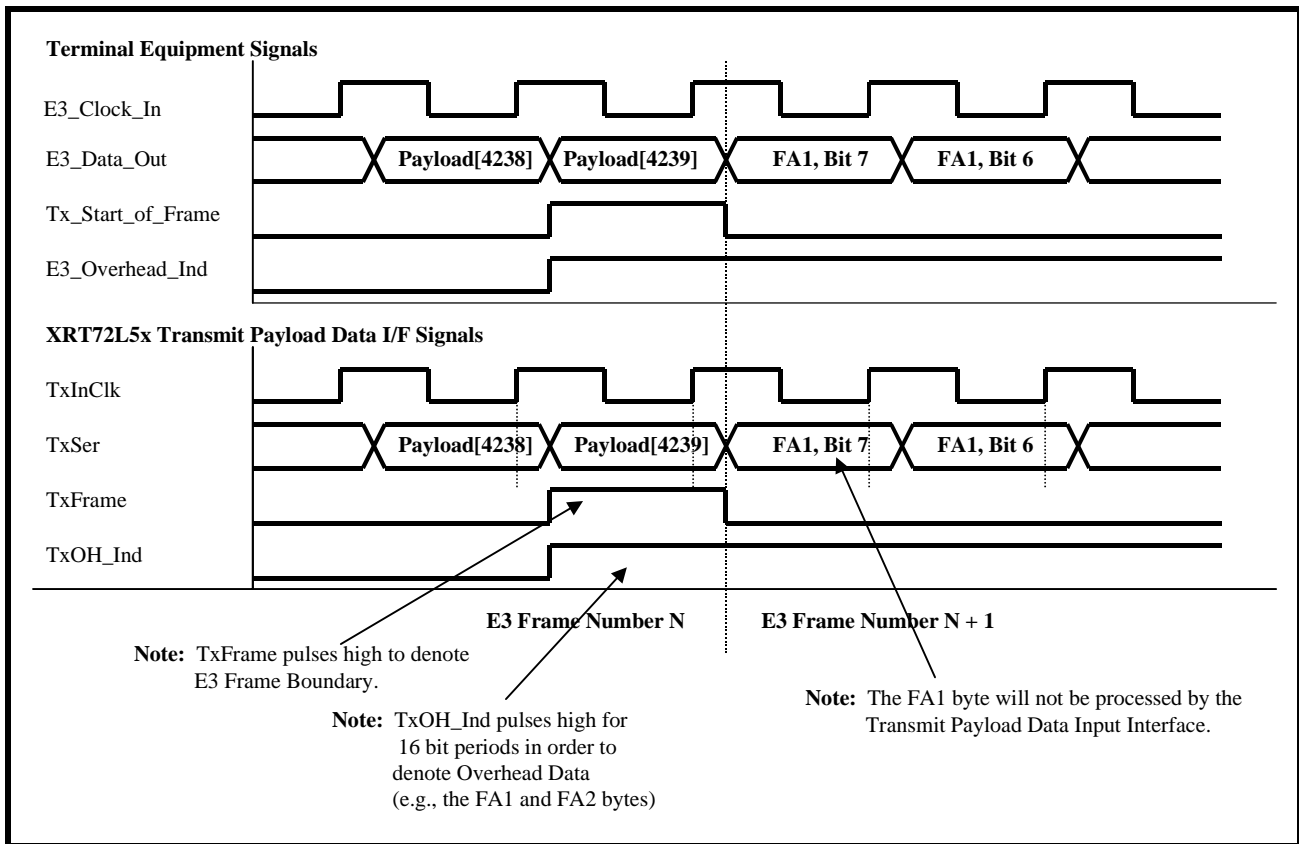 Terminal Equipment Signals
E3_Clock_In
E3_Data_Out
Payload[4238]
Payload[4239]
FA1, Bit 7
FA1, Bit 6
Tx_Start_of_Frame
E3_Overhead_Ind
XRT72L5x Transmit Payload Data I/F Signals
TxInClk
TxSer
Payload[4238]
Payload[4239]
FA1, Bit 7
FA1, Bit 6
TxFrame
TxOH_Ind
E3 Frame Number N
E3 Frame Number N + 1
Note: TxFrame pulses high to denote
E3 Frame Boundary.
Note: The FA1 byte will not be processed by the
Transmit Payload Data Input Interface.
Note: TxOH_Ind pulses high for
16 bit periods in order to
denote Overhead Data
(e.g., the FA1 and FA2 bytes)